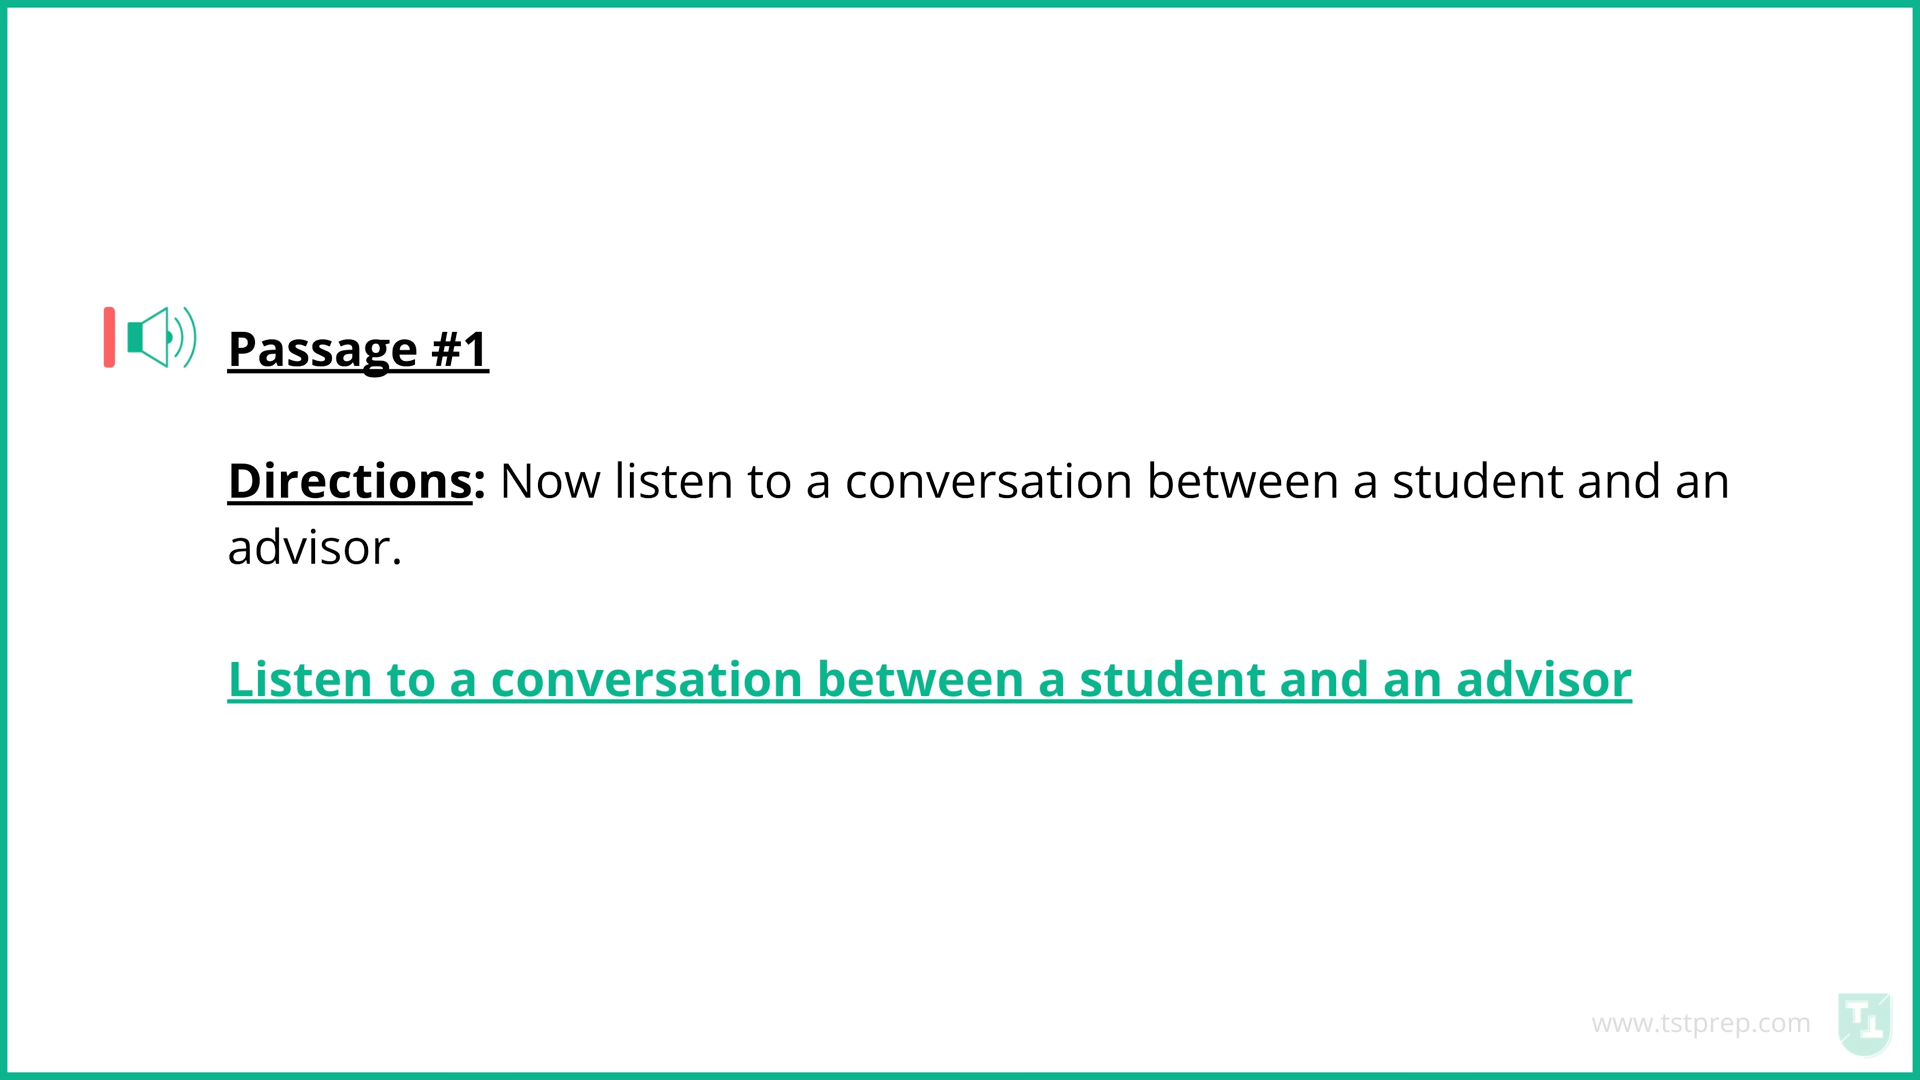 Passage #1
Directions: Now listen to a conversation between a student and an
advisor.
Listen to a conversation between a student and an advisor
www.tstprep.com